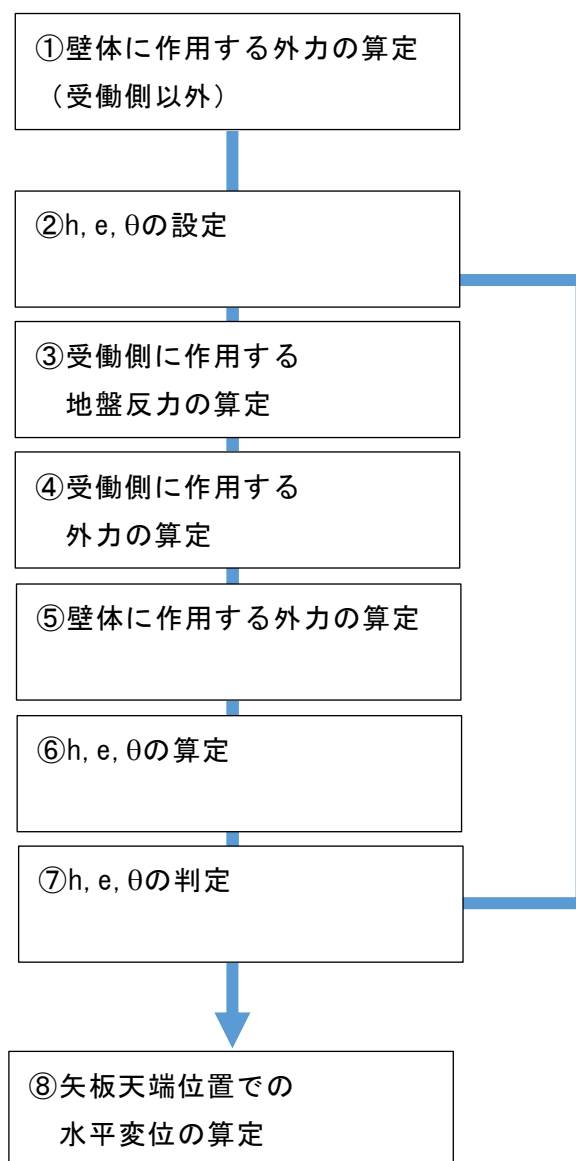 ①壁体に作用する外力の算定
（受働側以外）
②h, e, θの設定
③受働側に作用する
地盤反力の算定
④受働側に作用する
外力の算定
⑤壁体に作用する外力の算定
⑥h, e, θの算定
⑦h, e, θの判定
⑧矢板天端位置での
水平変位の算定